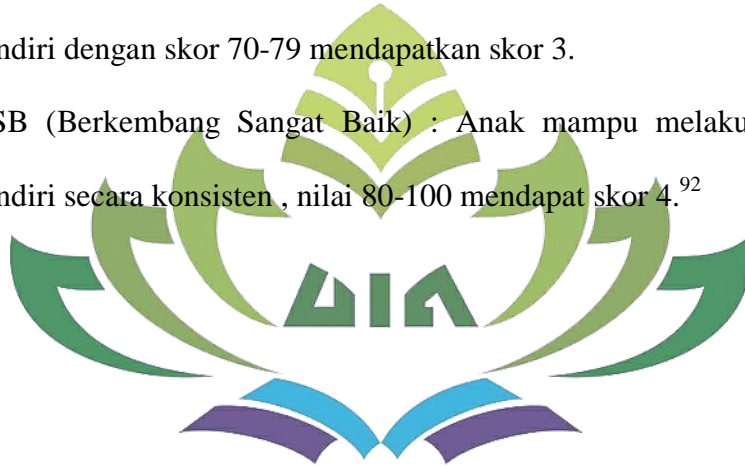 ndiri dengan skor 70-79 mendapatkan skor 3.
SB (Berkembang Sangat Baik) : Anak mampu melaku
ndiri secara konsisten , nilai 80-100 mendapat skor 4.92
UIN